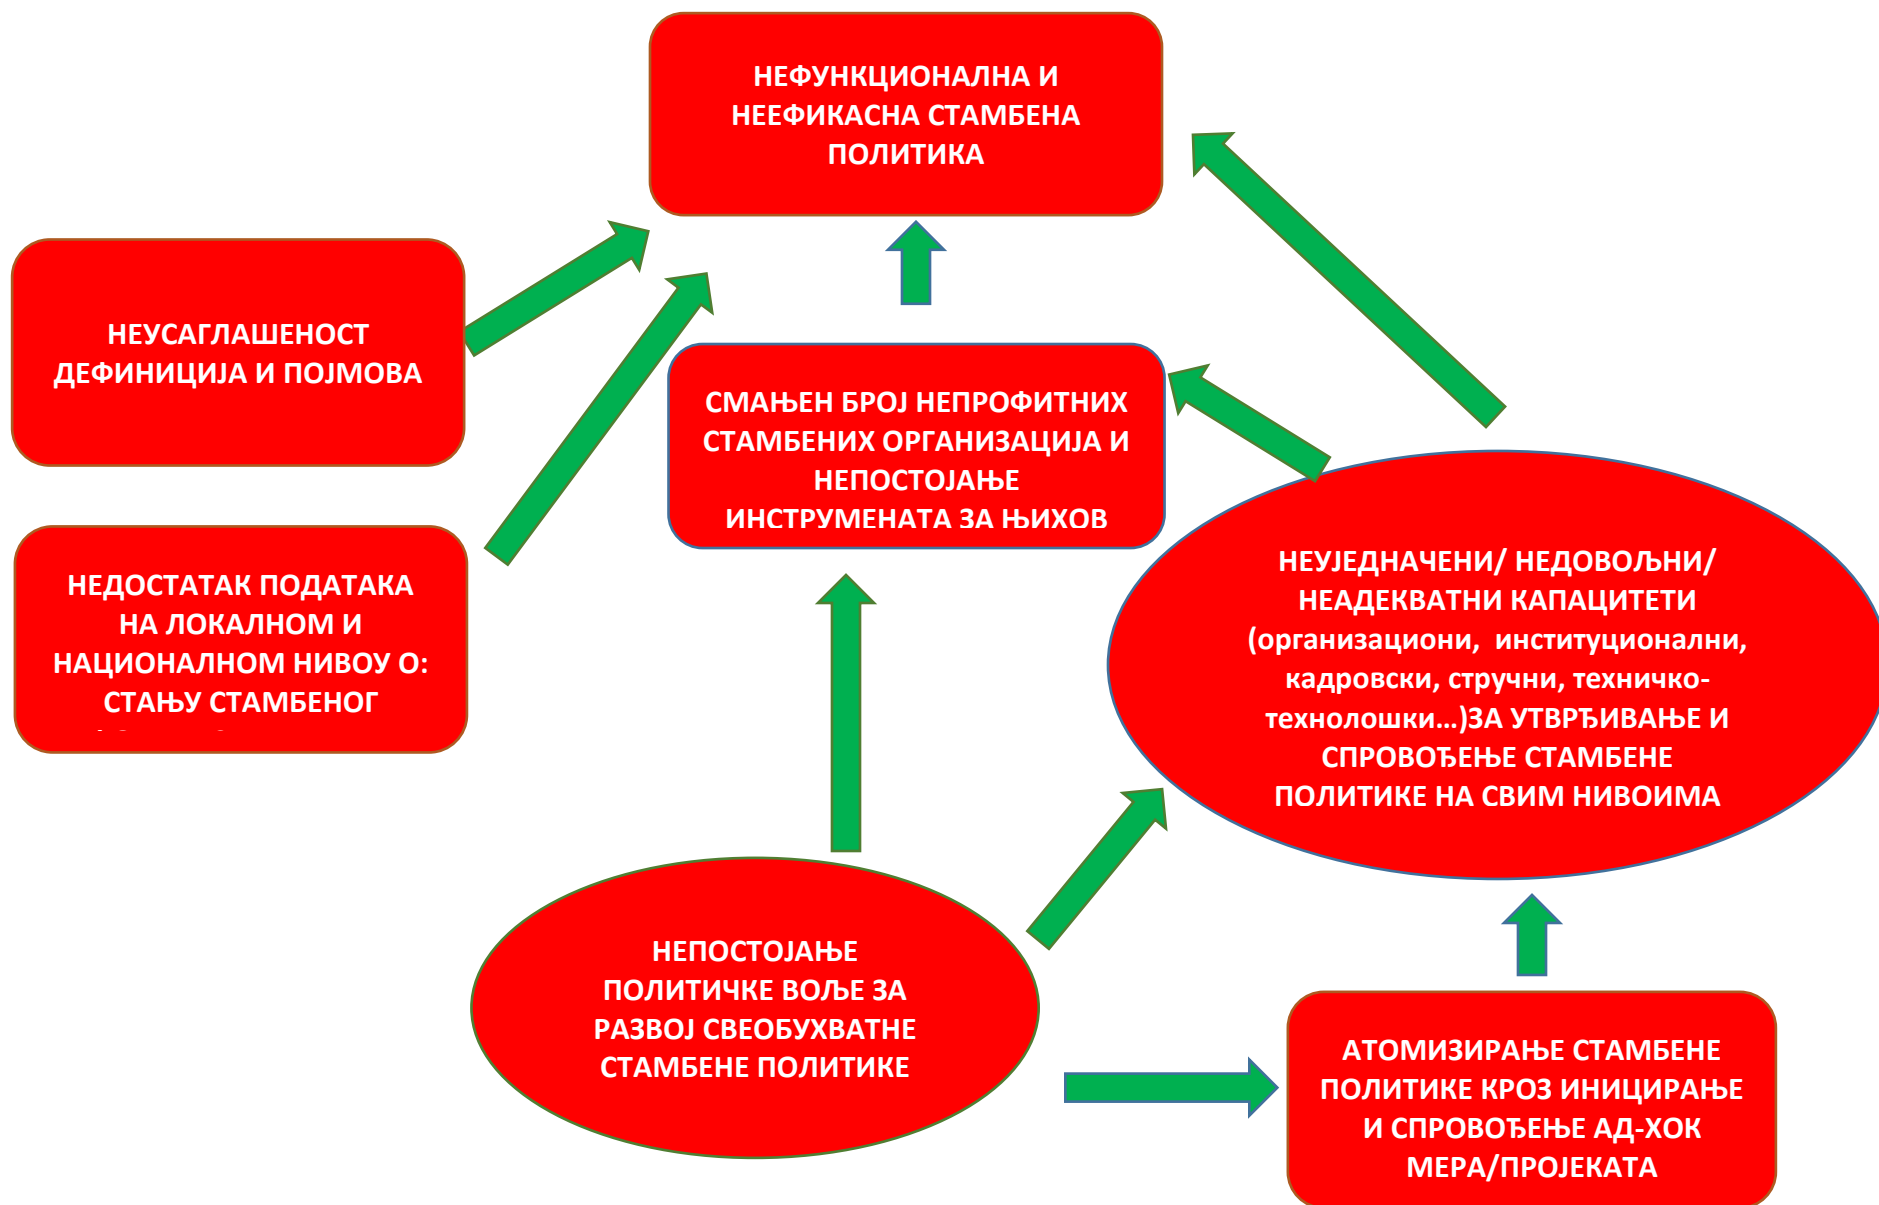 НЕФУНКЦИОНАЛНА И
НЕЕФИКАСНА СТАМБЕНА
ПОЛИТИКА
НЕУСАГЛАШЕНОСТ
ДЕФИНИЦИЈА И ПОЈМОВА
СМАЊЕН БРОЈ НЕПРОФИТНИХ
СТАМБЕНИХ ОРГАНИЗАЦИЈА И
НЕПОСТОЈАЊЕ
ИНСТРУМЕНАТА ЗА ЊИХОВ
НЕДОСТАТАК ПОДАТАКА
НА ЛОКАЛНОМ И
НАЦИОНАЛНОМ НИВОУ О:
СТАЊУ СТАМБЕНОГ
НЕУЈЕДНАЧЕНИ/ НЕДОВОЉНИ/
НЕАДЕКВАТНИ КАПАЦИТЕТИ
(организациони, институционални,
кадровски, стручни, техничко-
технолошки...)ЗА УТВРЂИВАЊЕ И
СПРОВОЂЕЊЕ СТАМБЕНЕ
ПОЛИТИКЕ НА СВИМ НИВОИМА
НЕПОСТОЈАЊЕ
ПОЛИТИЧКЕ ВОЉЕ ЗА
РАЗВОЈ СВЕОБУХВАТНЕ
СТАМБЕНЕ ПОЛИТИКЕ
АТОМИЗИРАЊЕ СТАМБЕНЕ
ПОЛИТИКЕ КРОЗ ИНИЦИРАЊЕ
И СПРОВОЂЕЊЕ АД-ХОК
МЕРА/ПРОЈЕКАТА